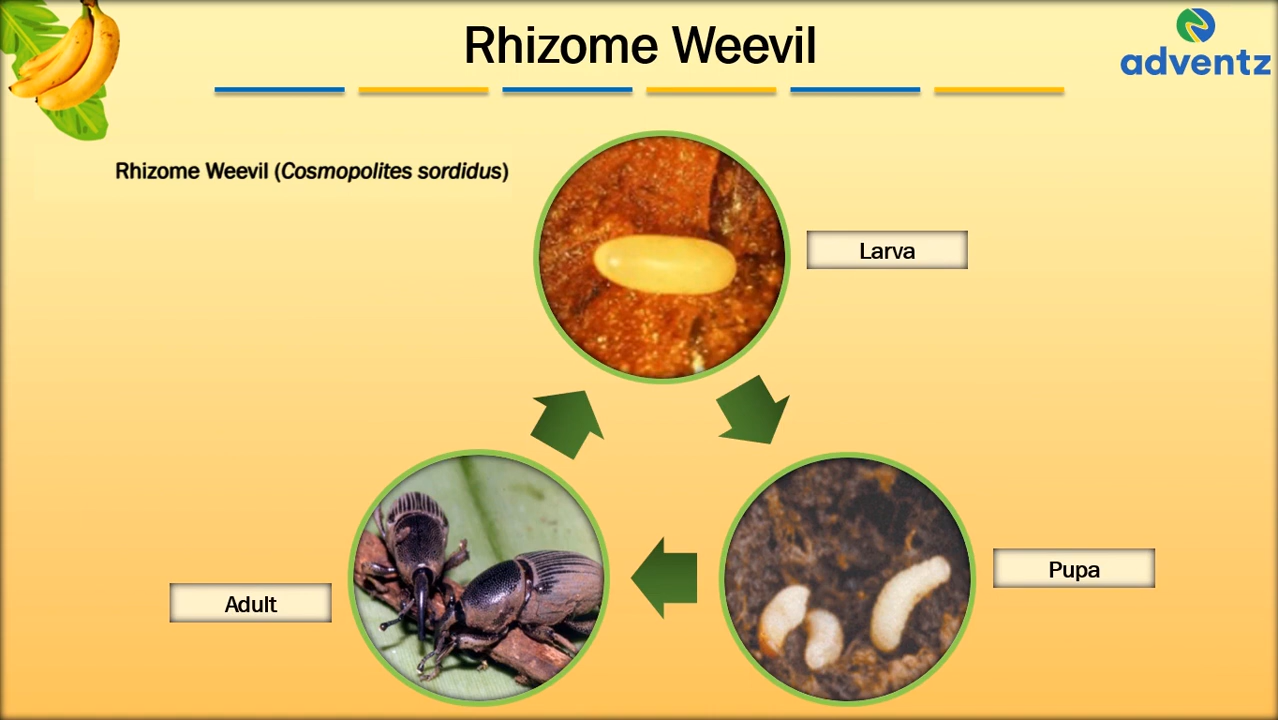 Rhizome Weevil
adventz
Rhizome Weevil (Cosmopolites sordidus)
Larva
Pupa
Adult